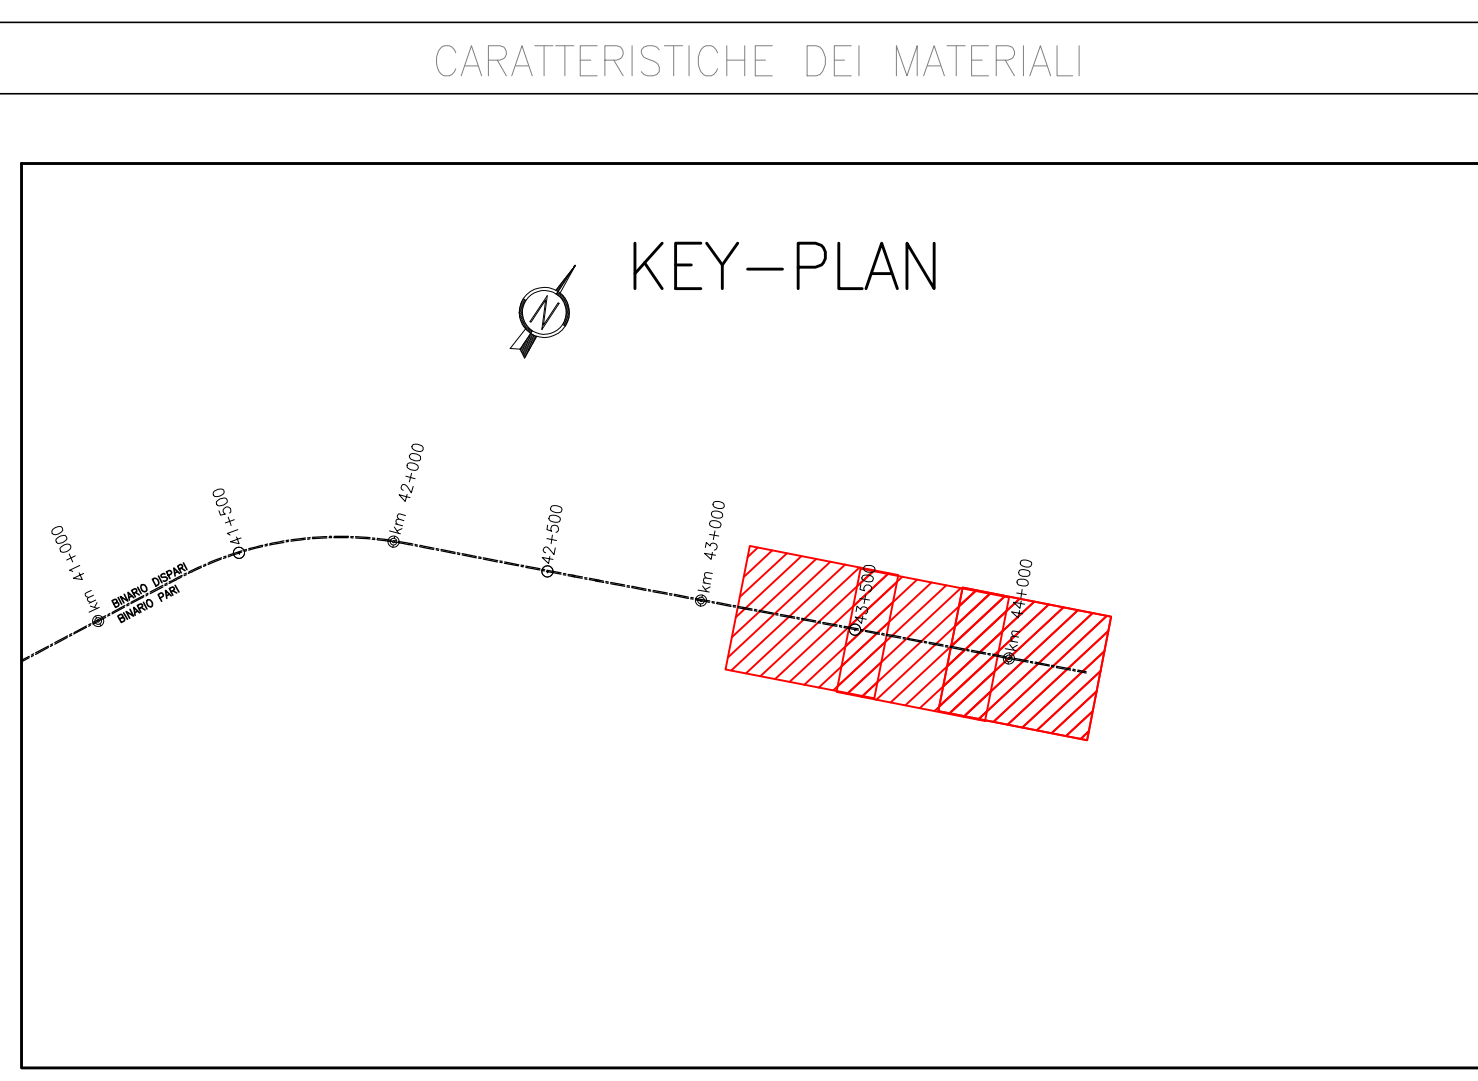 CARATTERISTICHE DEI MATERIALI
KEY-PLAN
N
km 41+000
41+500
km 42+000
42+500
km 43+000
43+500
km 44+000
BINARIO DISPARI
BINARIO PARI